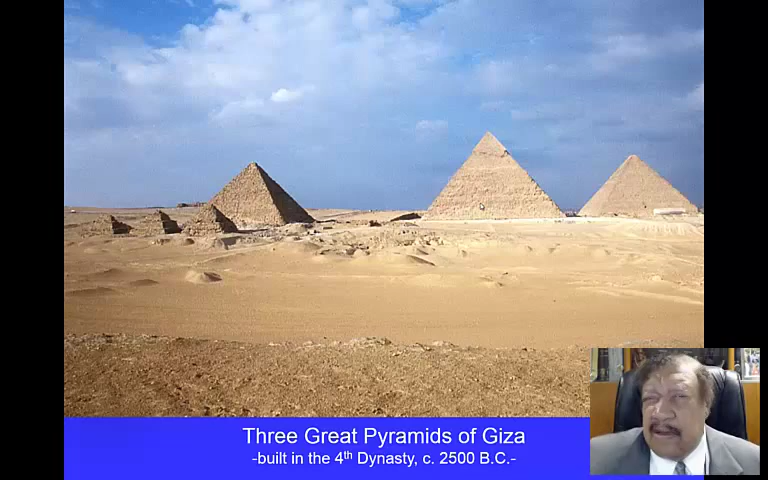 Three Great Pyramids of Giza
-built in the 4th Dynasty, c. 2500 B.C.-